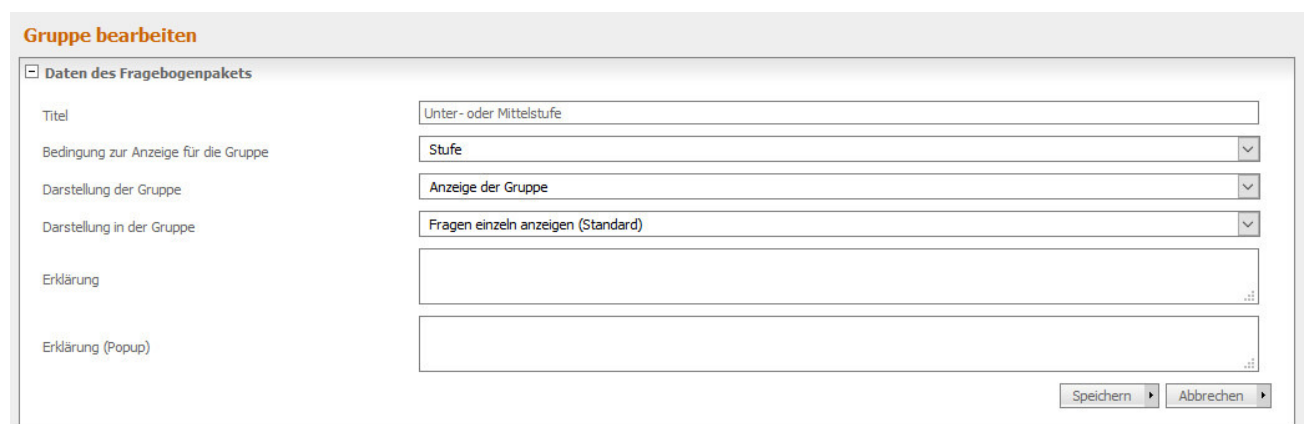 Gruppe bearbeiten
Daten des Fragebogenpakets
Titel Unter- oder Mittelstufe
Bedingung zur Anzeige für die Gruppe Stufe
Darstellung der Gruppe Anzeige der Gruppe
Darstellung in der Gruppe Fragen einzeln anzeigen (Standard)
Erklärung
Erklärung (Popup)
Speichern Abbrechen